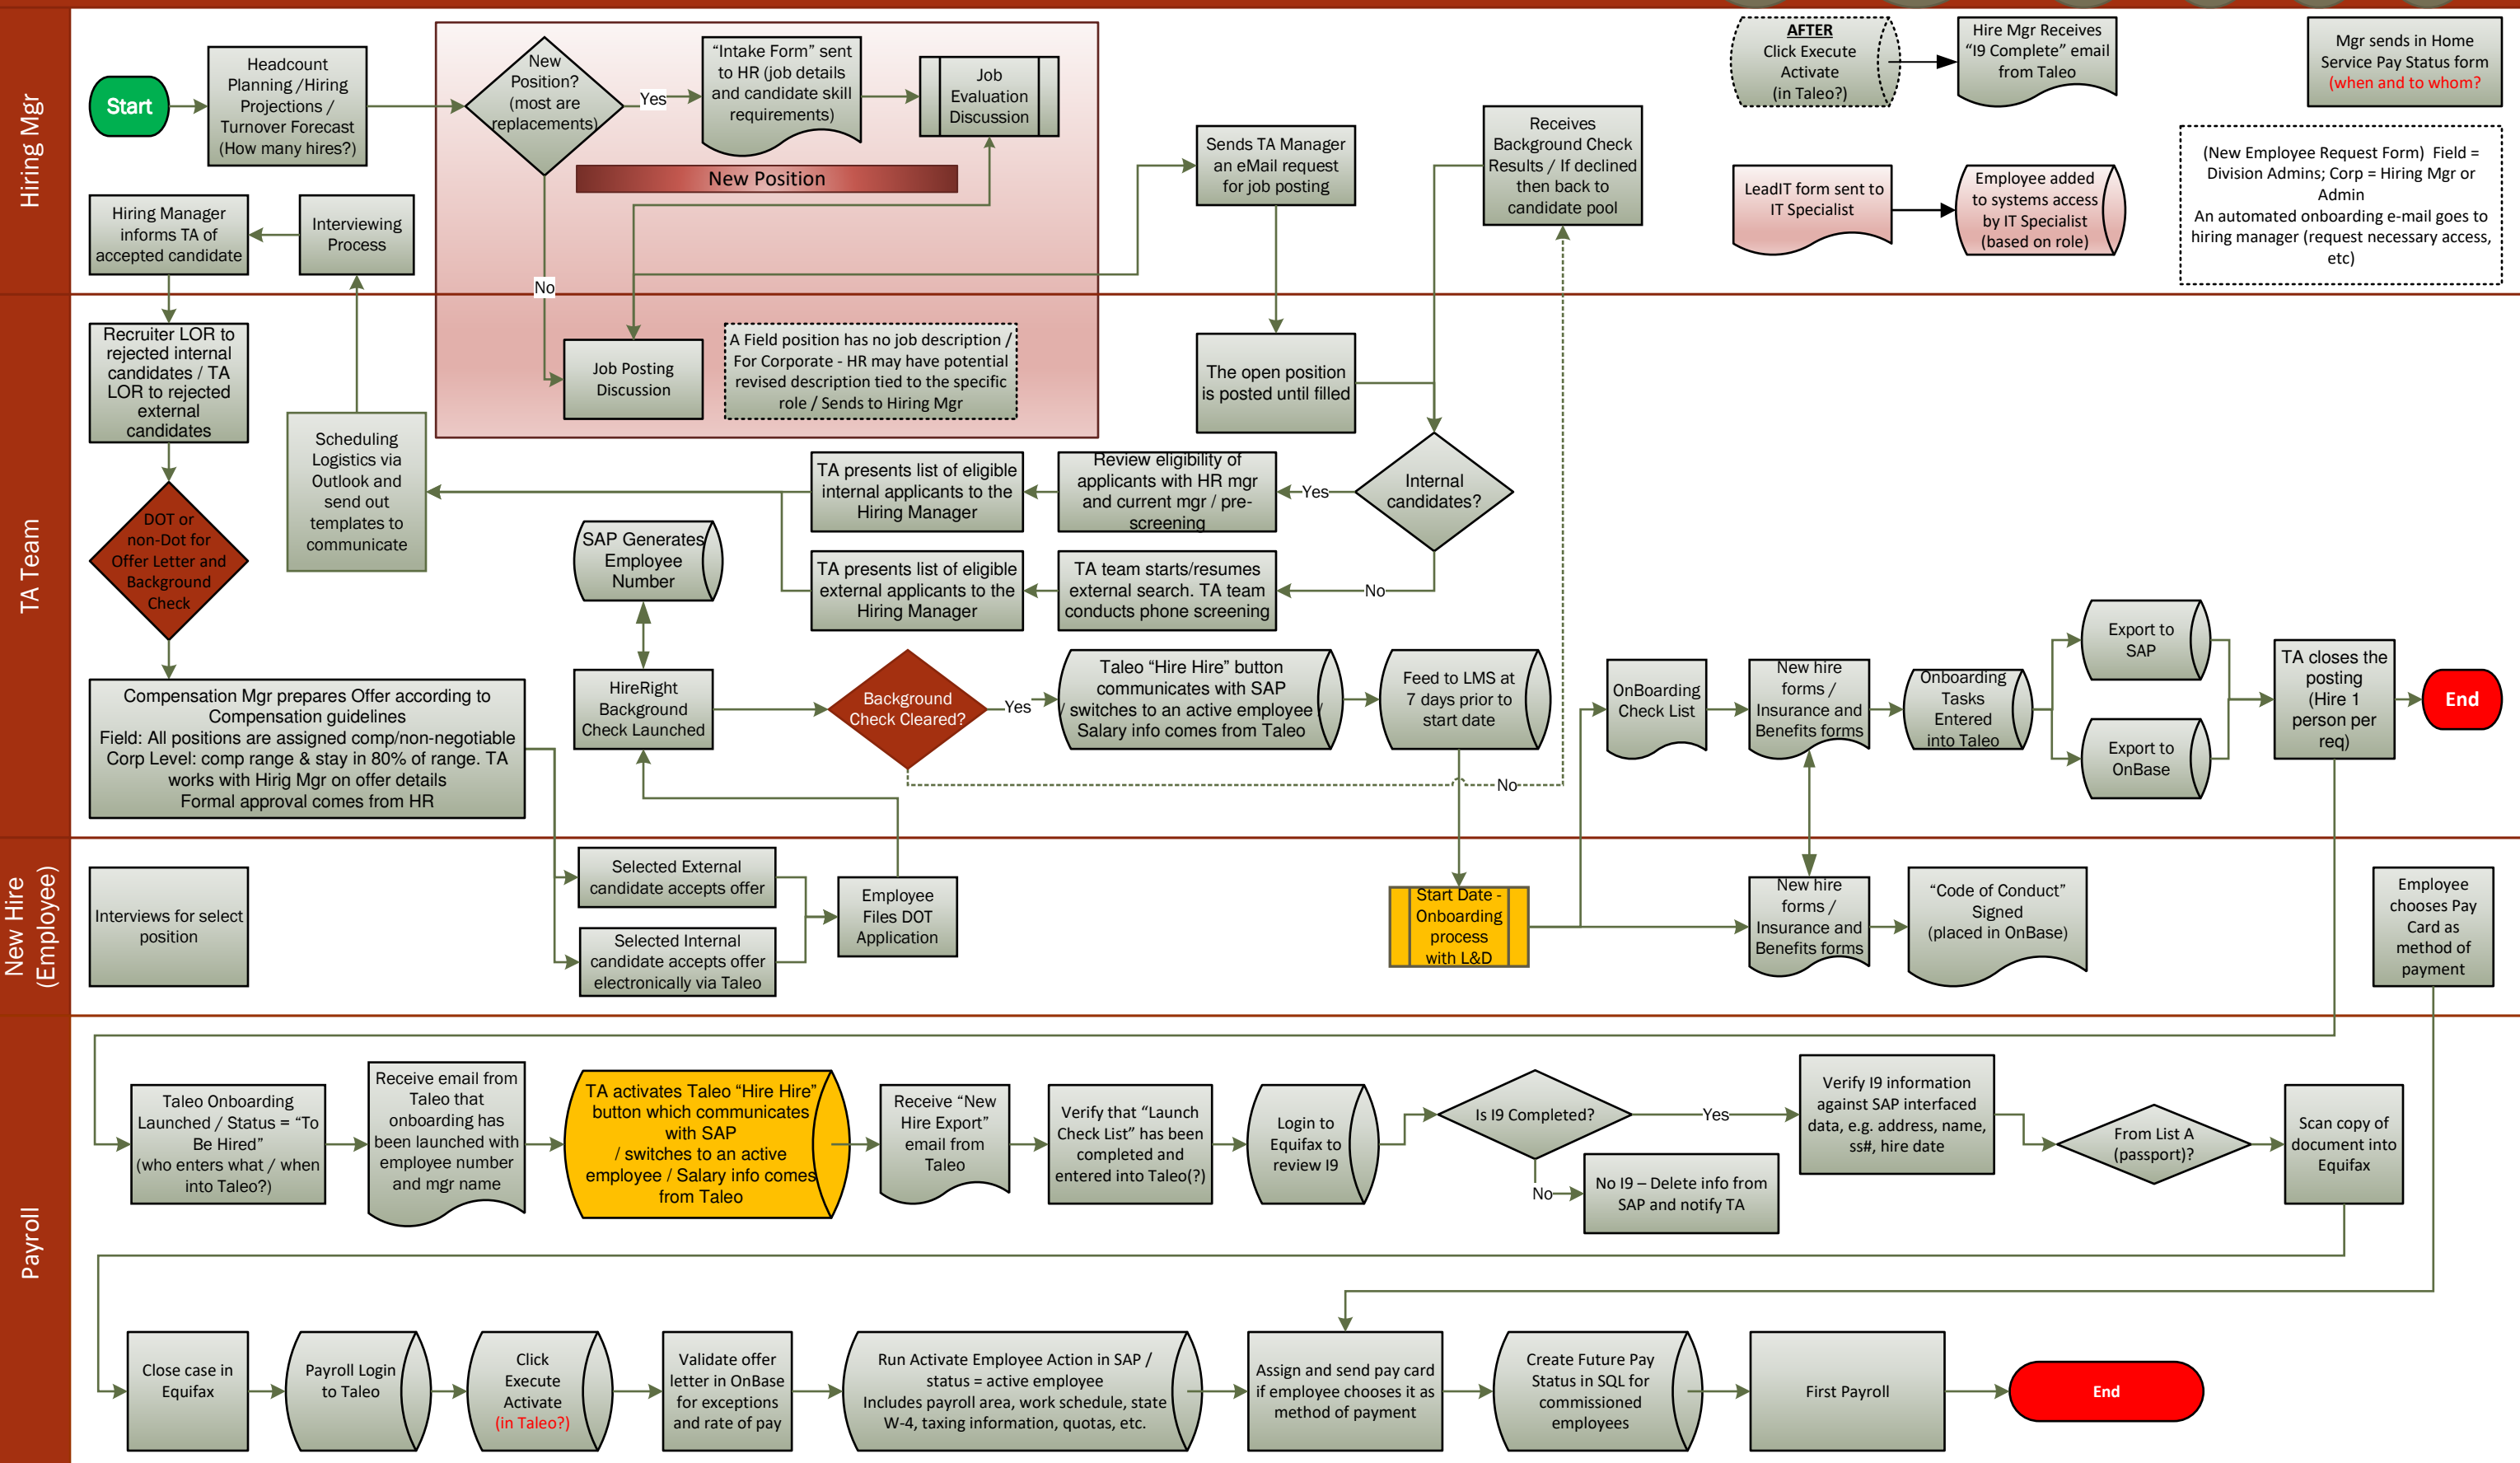 Hiring Mgr
Start
Headcount
Planning /Hiring
Projections /
Turnover Forecast
(How many hires?)
New
Position?
(most are
replacements)
Yes
"Intake Form" sent
to HR (job details
and candidate skill
requirements)
Job
Evaluation
Discussion
New Position
No
Sends TA Manager
an eMail request
for job posting
Receives
Background Check
Results / If declined
then back to
candidate pool
AFTER
Click Execute
Activate
(in Taleo?)
Hire Mgr Receives
"I9 Complete" email
from Taleo
Mgr sends in Home
Service Pay Status form
(when and to whom?
LeadIT form sent to
IT Specialist
Employee added
to systems access
by IT Specialist
(based on role)
(New Employee Request Form)  Field =
Division Admins; Corp = Hiring Mgr or
Admin
An automated onboarding e-mail goes to
hiring manager (request necessary access,
etc)
Hiring Manager
informs TA of
accepted candidate
Interviewing
Process
TA Team
Recruiter LOR to
rejected internal
candidates / TA
LOR to rejected
external
candidates
Scheduling
Logistics via
Outlook and
send out
templates to
communicate
Job Posting
Discussion
A Field position has no job description /
For Corporate - HR may have potential
revised description tied to the specific
role / Sends to Hiring Mgr
The open position
is posted until filled
Internal
candidates?
Yes
Review eligibility of
applicants with HR mgr
and current mgr / pre-
screening
TA presents list of eligible
internal applicants to the
Hiring Manager
No
TA team starts/resumes
external search. TA team
conducts phone screening
TA presents list of eligible
external applicants to the
Hiring Manager
DOT or
non-Dot for
Offer Letter and
Background
Check
SAP Generates
Employee
Number
Compensation Mgr prepares Offer according to
Compensation guidelines
Field: All positions are assigned comp/non-negotiable
Corp Level: comp range & stay in 80% of range. TA
works with Hirig Mgr on offer details
Formal approval comes from HR
HireRight
Background
Check Launched
Background
Check Cleared?
Yes
No
Taleo "Hire Hire" button
communicates with SAP
/ switches to an active employee /
Salary info comes from Taleo
Feed to LMS at
7 days prior to
start date
OnBoarding
Check List
New hire
forms /
Insurance and
Benefits forms
Onboarding
Tasks
Entered
into Taleo
Export to
SAP
Export to
OnBase
TA closes the
posting
(Hire 1
person per
req)
End
New Hire
(Employee)
Interviews for select
position
Selected External
candidate accepts offer
Selected Internal
candidate accepts offer
electronically via Taleo
Employee
Files DOT
Application
Start Date -
Onboarding
process
with L&D
New hire
forms /
Insurance and
Benefits forms
"Code of Conduct"
Signed
(placed in OnBase)
Employee
chooses Pay
Card as
method of
payment
Payroll
Taleo Onboarding
Launched / Status = "To
Be Hired"
(who enters what / when
into Taleo?)
Receive email from
Taleo that
onboarding has
been launched with
employee number
and mgr name
TA activates Taleo "Hire Hire"
button which communicates
with SAP
/ switches to an active
employee / Salary info comes
from Taleo
Receive "New
Hire Export"
email from
Taleo
Verify that "Launch
Check List" has been
completed and
entered into Taleo(?)
Login to
Equifax to
review I9
Is I9 Completed?
Yes
No
No I9 – Delete info from
SAP and notify TA
Verify I9 information
against SAP interfaced
data, e.g. address, name,
ss#, hire date
From List A
(passport)?
Scan copy of
document into
Equifax
Close case in
Equifax
Payroll Login
to Taleo
Click
Execute
Activate
(in Taleo?)
Validate offer
letter in OnBase
for exceptions
and rate of pay
Run Activate Employee Action in SAP /
status = active employee
Includes payroll area, work schedule, state
W-4, taxing information, quotas, etc.
Assign and send pay card
if employee chooses it as
method of payment
Create Future Pay
Status in SQL for
commissioned
employees
First Payroll
End